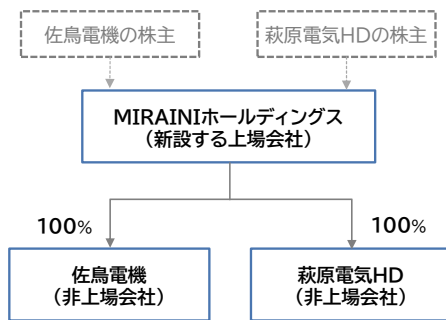 佐鳥電機の株主
萩原電気HDの株主
MIRAINIホールディングス
(新設する上場会社)
100%
100%
佐鳥電機
(非上場会社)
萩原電気HD
(非上場会社)